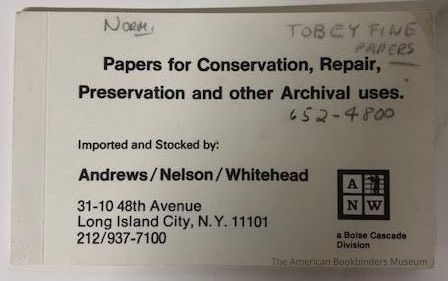 Norm.
TOBEY FINE
PAPERS
Papers for Conservation, Repair,
Preservation and other Archival uses.
652-4800
Imported and Stocked by:
Andrews/Nelson/Whitehead
31-10 48th Avenue
Long Island City, N.Y. 11101
212/937-7100
A
N W
a Boise Cascade
Division
The American Bookbinders Museum